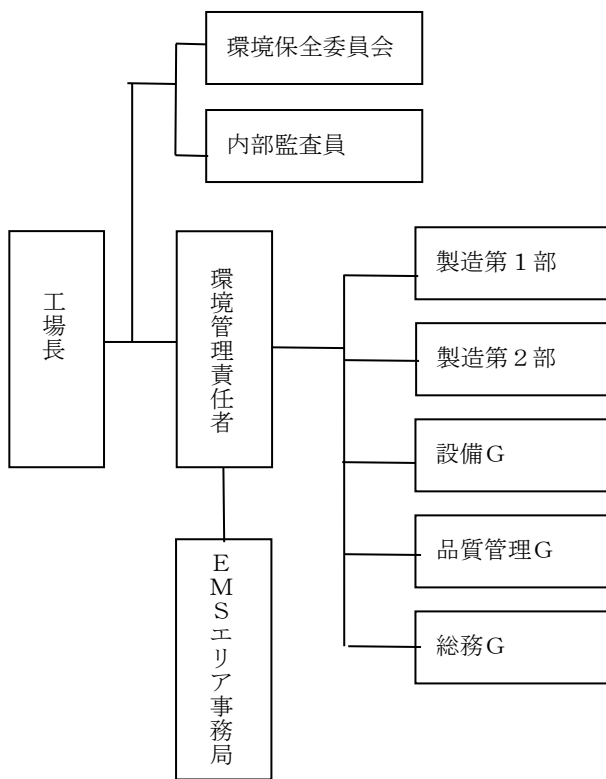 環境保全委員会
内部監査員
工場長
環境管理責任者
製造第１部
製造第２部
設備Ｇ
品質管理Ｇ
総務Ｇ
ＥＭＳエリア事務局